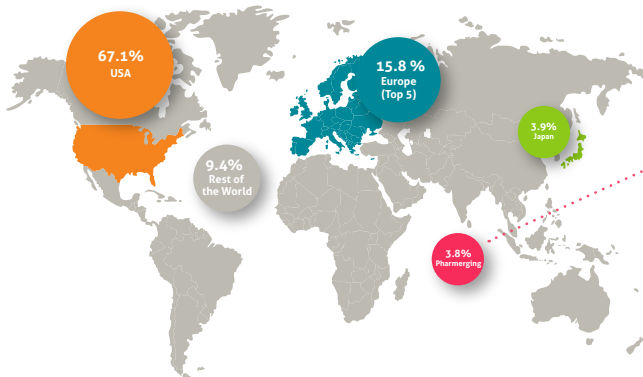 67.1%
USA
15.8 %
Europe
(Top 5)
3.9%
Japan
9.4%
Rest of
the World
3.8%
Pharmerging